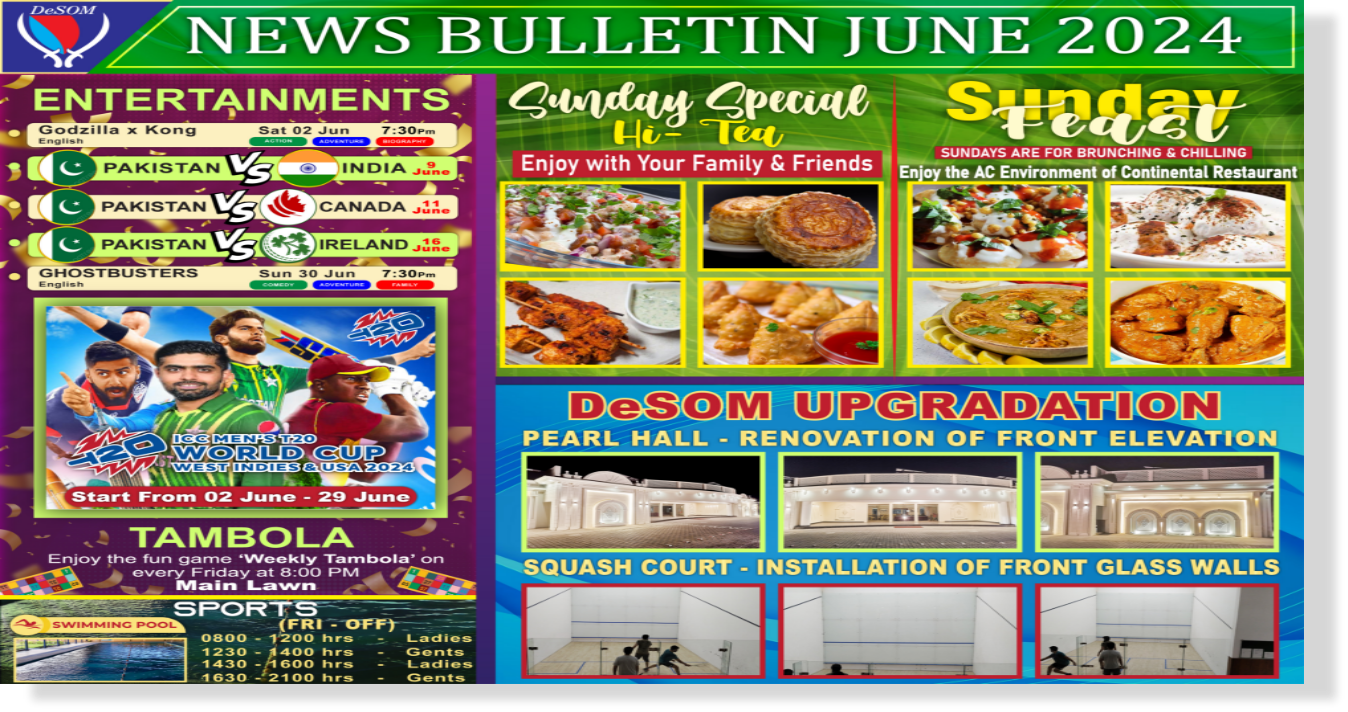 DeSOM
NEWS BULLETIN JUNE 2024
ENTERTAINMENTS
Godzilla x Kong Sat 02 Jun 7:30Pm
English ACTION ADVENTURE BIOGRAPHY
PAKISTAN VS INDIA 9 June
PAKISTAN VS CANADA 11 June
PAKISTAN VS IRELAND 16 June
GHOSTBUSTERS Sun 30 Jun 7:30Pm
English COMEDY ADVENTURE FAMILY
T20
T20
ICC MEN'S T20
WORLD CUP
WEST INDIES & USA 2024
Start From 02 June - 29 June
TAMBOLA
Enjoy the fun game ‘Weekly Tambola’ on
every Friday at 8:00 PM
Main Lawn
SPORTS
SWIMMING POOL (FRI - OFF)
0800 - 1200 hrs - Ladies
1230 - 1400 hrs - Gents
1430 - 1600 hrs - Ladies
1630 - 2100 hrs - Gents
Sunday Special
Hi- Tea
Enjoy with Your Family & Friends
Sunday
Feast
SUNDAYS ARE FOR BRUNCHING & CHILLING
Enjoy the AC Environment of Continental Restaurant
DeSOM UPGRADATION
PEARL HALL - RENOVATION OF FRONT ELEVATION
SQUASH COURT - INSTALLATION OF FRONT GLASS WALLS